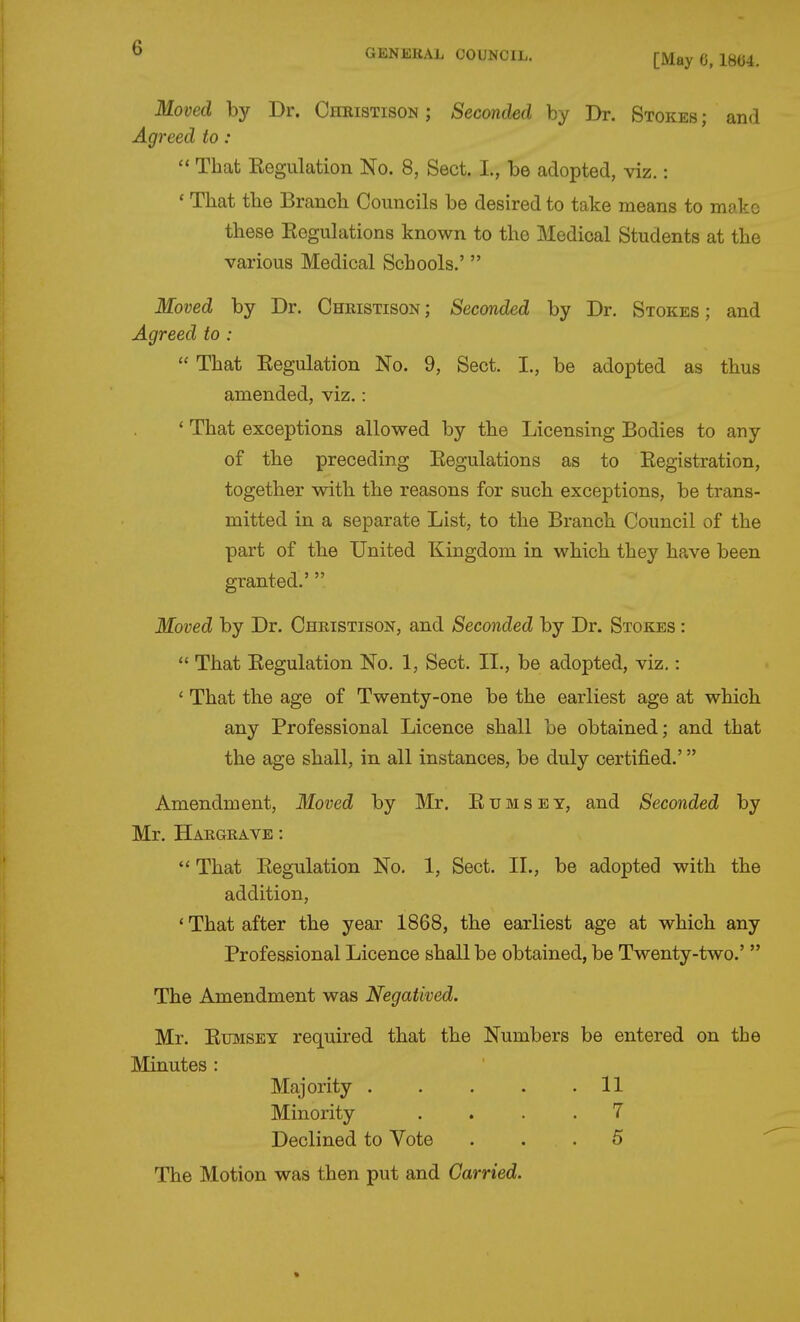 6
GENERAL COUNCIL.
[May 6, 1864.
Moved by Dr. Christison; Seconded by Dr. Stokes; and
Agreed to:
“ That Regulation No. 8, Sect. I., be adopted, viz.:
‘ That the Branch Councils be desired to take means to make
these Regulations known to the Medical Students at the
various Medical Schools.’ ”
Moved by Dr. Christison; Seconded by Dr. Stokes; and
Agreed to:
“ That Regulation No. 9, Sect. I., be adopted as thus
amended, viz.:
‘ That exceptions allowed by the Licensing Bodies to any
of the preceding Regulations as to Registration,
together with the reasons for such exceptions, be trans-
mitted in a separate List, to the Branch Council of the
part of the United Kingdom in which they have been
granted.’ ”
Moved by Dr. Christison, and Seconded by Dr. Stokes:
“ That Regulation No. 1, Sect. II., be adopted, viz.:
‘ That the age of Twenty-one be the earliest age at which
any Professional Licence shall be obtained; and that
the age shall, in all instances, be duly certified.’ ”
Amendment, Moved by Mr. Rumsey, and Seconded by
Mr. Hargrave:
“ That Regulation No. 1, Sect. II., be adopted with the
addition,
‘ That after the year 1868, the earliest age at which any
Professional Licence shall be obtained, be Twenty-two.’ ”
The Amendment was Negatived.
Mr. Rumsey required that the Numbers be entered on the
Minutes:
Majority . . . . . 11
Minority . . . . 7
Declined to Vote . . . 5
The Motion was then put and Carried.